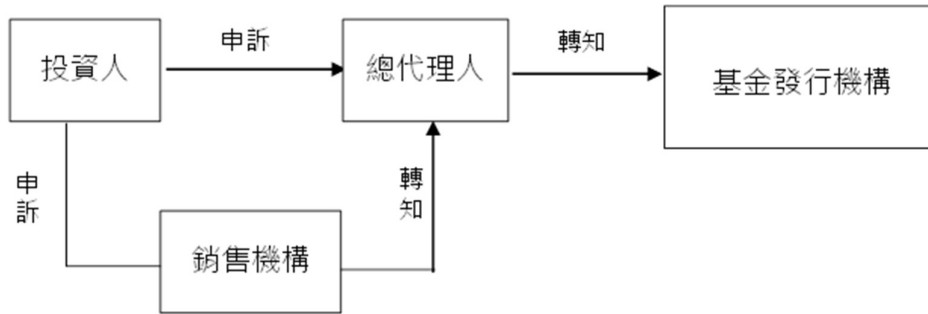 投資人
申訴
總代理人
轉知
基金發行機構
申訴
轉知
銷售機構